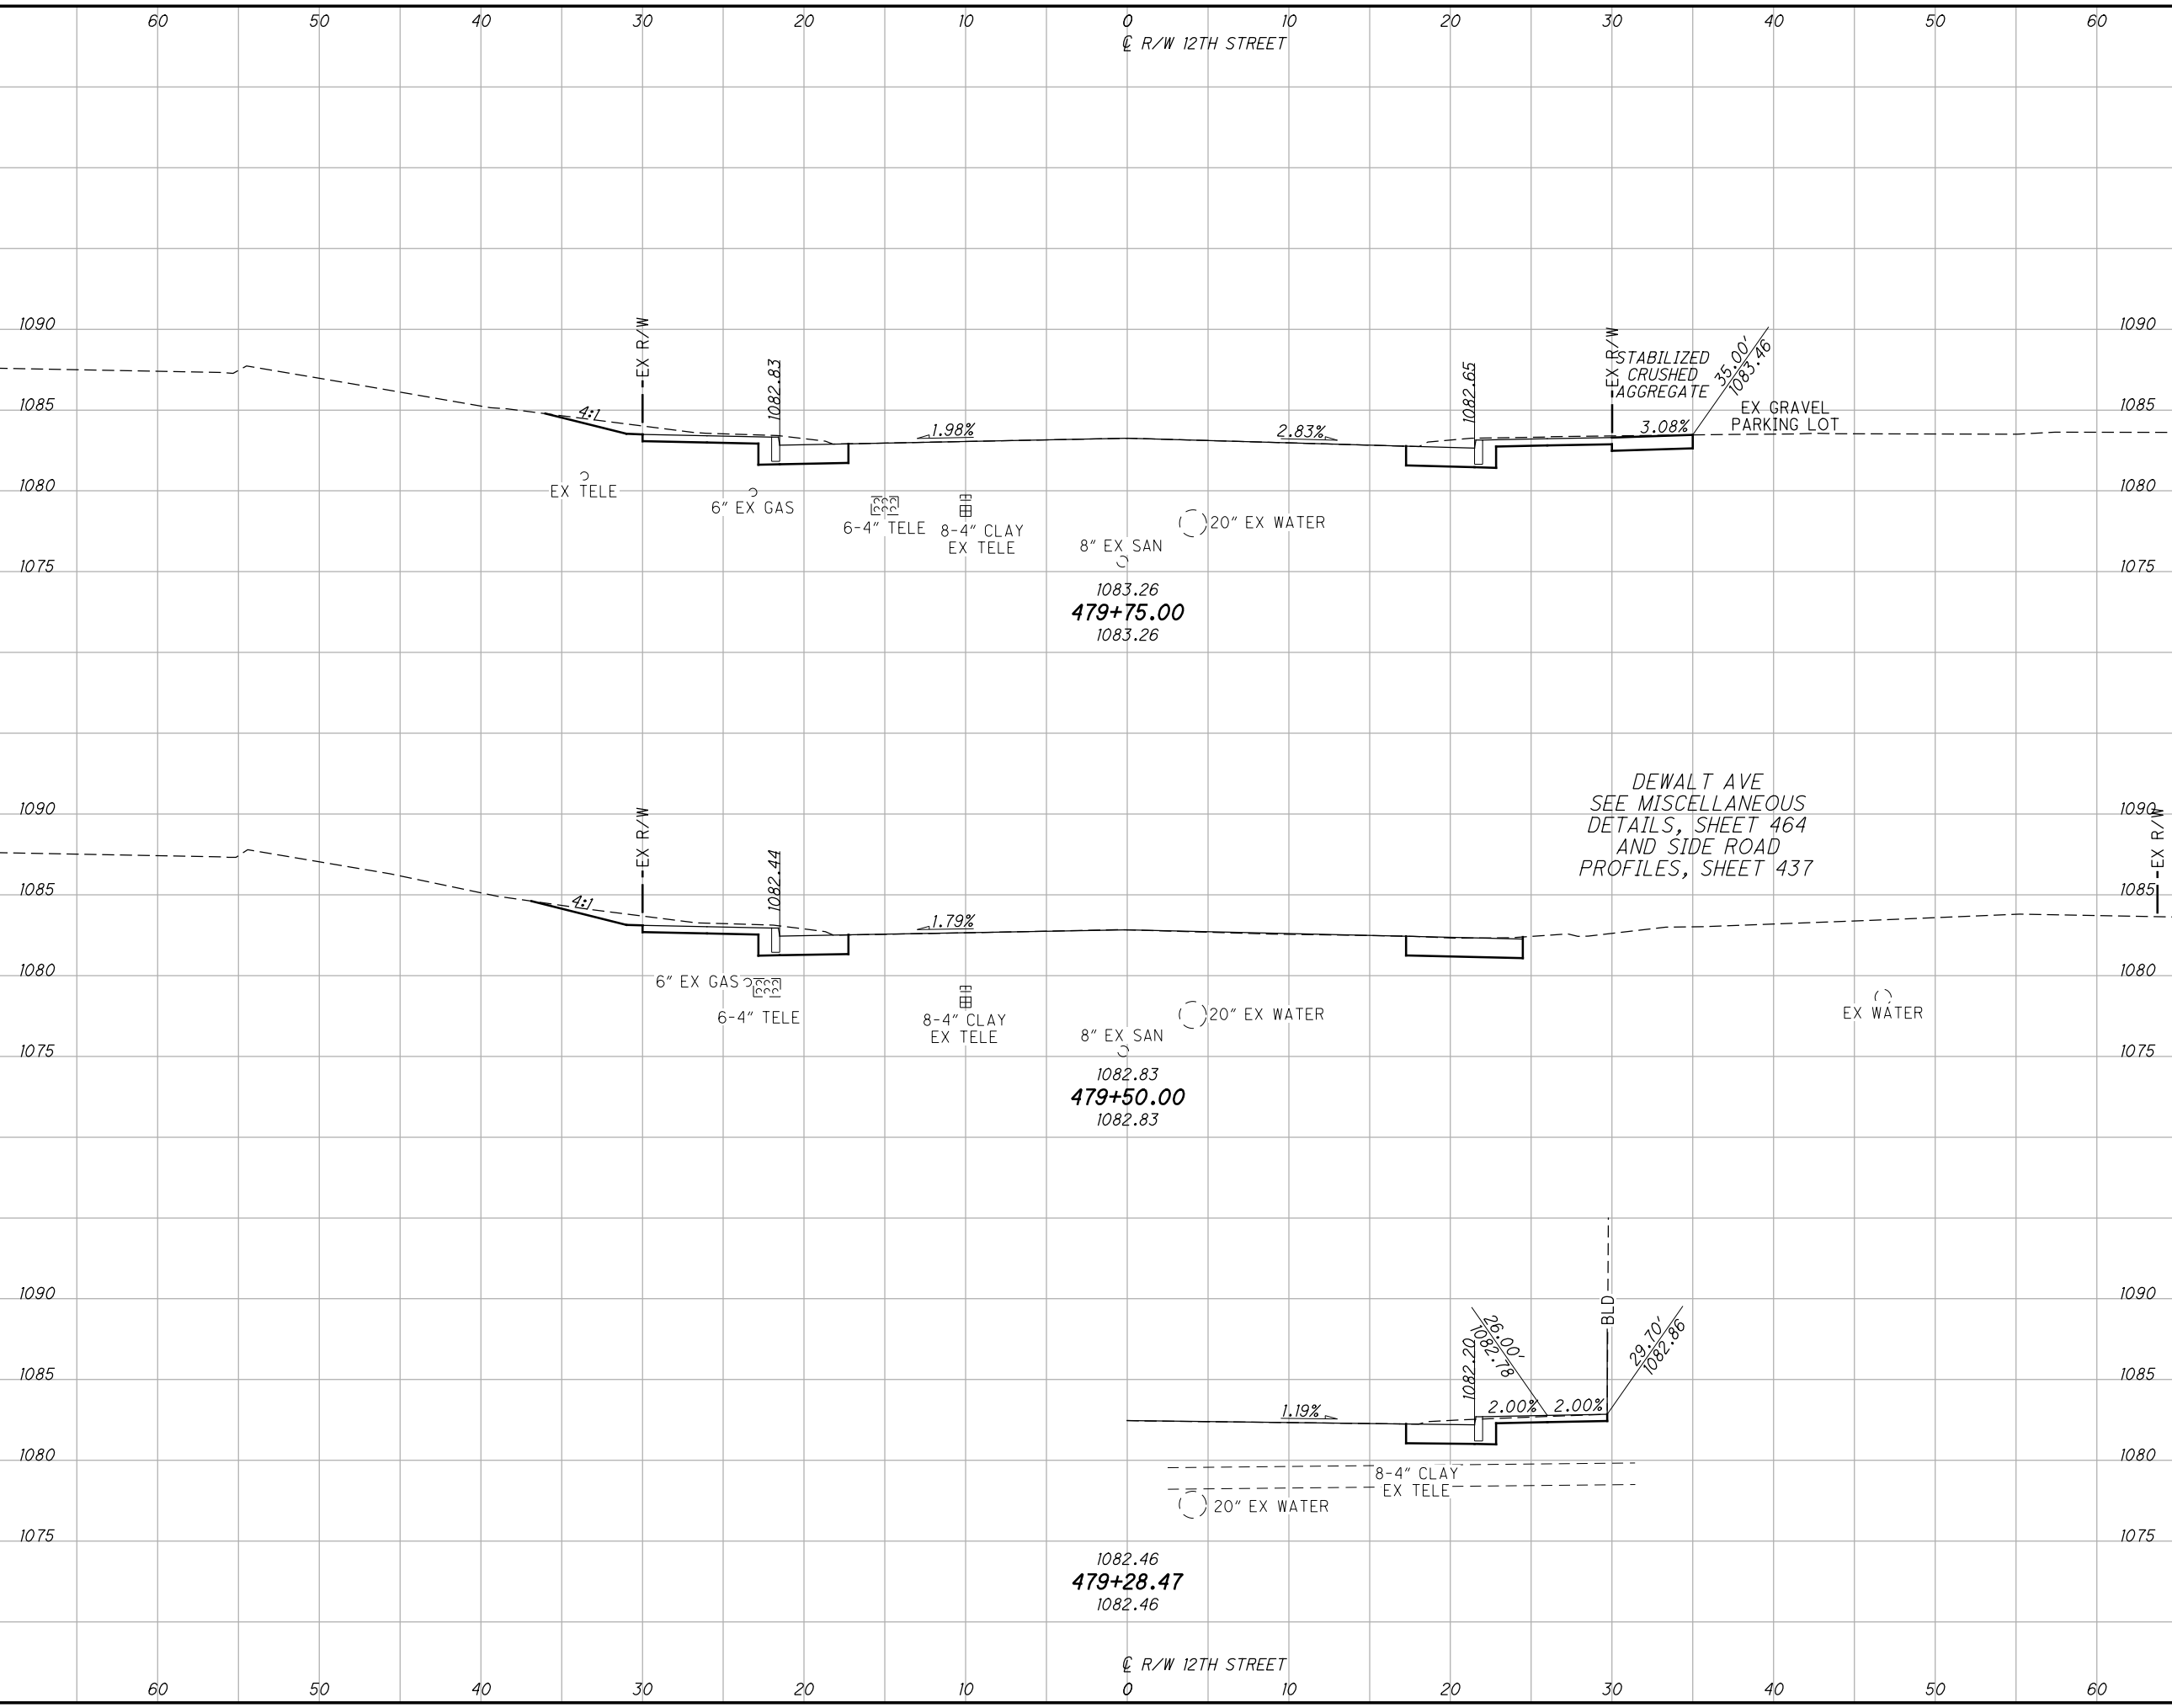 60 50 40 30 20 10 0 10 20 30 40 50 60
℄ R/W 12TH STREET
1090 1090
EX R/W
1082.83
1082.65
EX R/W
STABILIZED
CRUSHED
AGGREGATE
35.00'
1083.46
1085 1085
4:1
1.98%
2.83%
3.08%
EX GRAVEL
PARKING LOT
1080 1080
EX TELE
6" EX GAS
6-4" TELE
8-4" CLAY
EX TELE
20" EX WATER
8" EX SAN
1075 1075
1083.26
479+75.00
1083.26
DEWALT AVE
SEE MISCELLANEOUS
DETAILS, SHEET 464
AND SIDE ROAD
PROFILES, SHEET 437
1090 1090
EX R/W
1082.44
EX R/W
1085 1085
4:1
1.79%
1080 1080
6" EX GAS
6-4" TELE
8-4" CLAY
EX TELE
20" EX WATER
EX WATER
8" EX SAN
1075 1075
1082.83
479+50.00
1082.83
1090 1090
BLD
26.00'
1082.78
1082.20
29.70'
1082.86
1085 1085
1.19%
2.00% 2.00%
1080 1080
8-4" CLAY
EX TELE
20" EX WATER
1075 1075
1082.46
479+28.47
1082.46
℄ R/W 12TH STREET
60 50 40 30 20 10 0 10 20 30 40 50 60